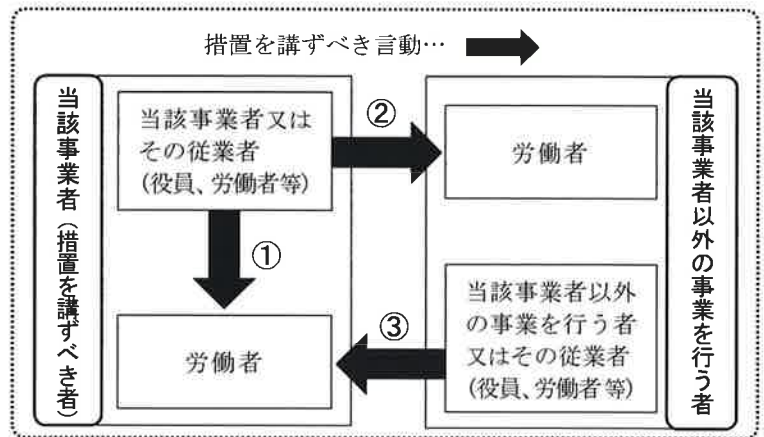 措置を講ずべき言動…
当該事業者（措置を講ずべき者）
当該事業者又は
その従業者
(役員、労働者等)
①
労働者
②
労働者
③
当該事業者以外
の事業を行う者
又はその従業者
(役員、労働者等)
当該事業者以外の事業を行う者